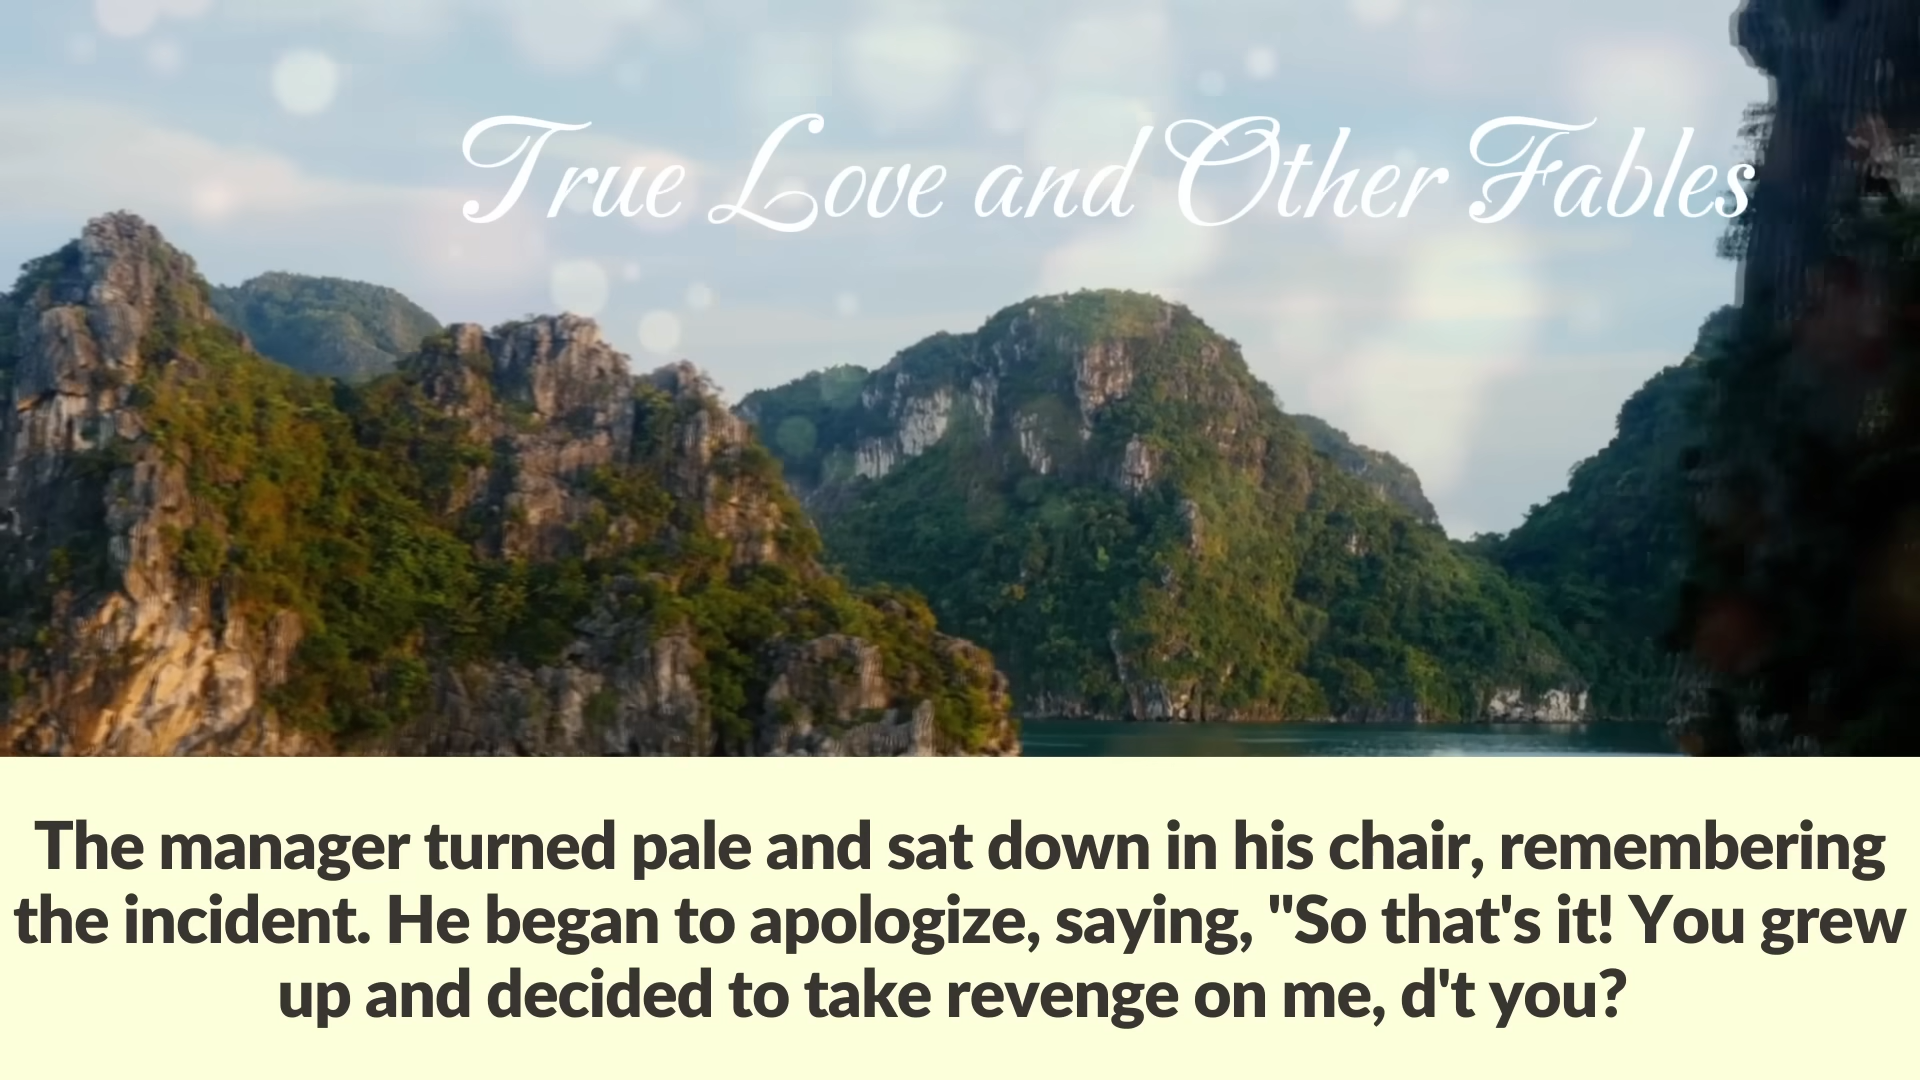 True Love and Other Fables
The manager turned pale and sat down in his chair, remembering
the incident. He began to apologize, saying, "So that's it! You grew
up and decided to take revenge on me, d't you?